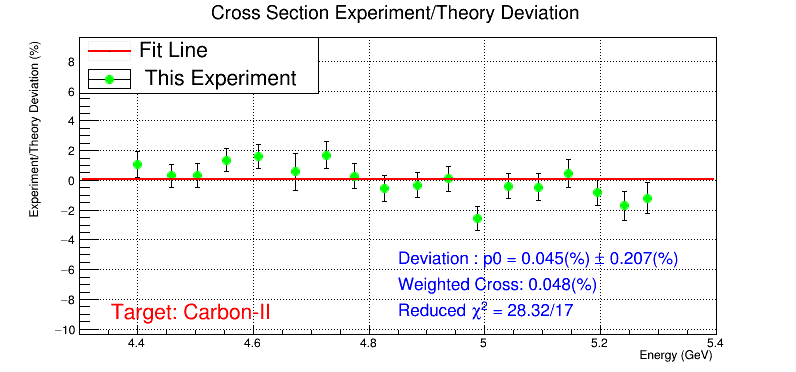 Cross Section Experiment/Theory Deviation
Experiment/Theory Deviation (%)
Fit Line
This Experiment
8
6
4
2
0
−2
−4
−6
−8
−10
Deviation : p0 = 0.045(%) ± 0.207(%)
Weighted Cross: 0.048(%)
Reduced χ² = 28.32/17
Target: Carbon-II
4.4 4.6 4.8 5 5.2 5.4
Energy (GeV)